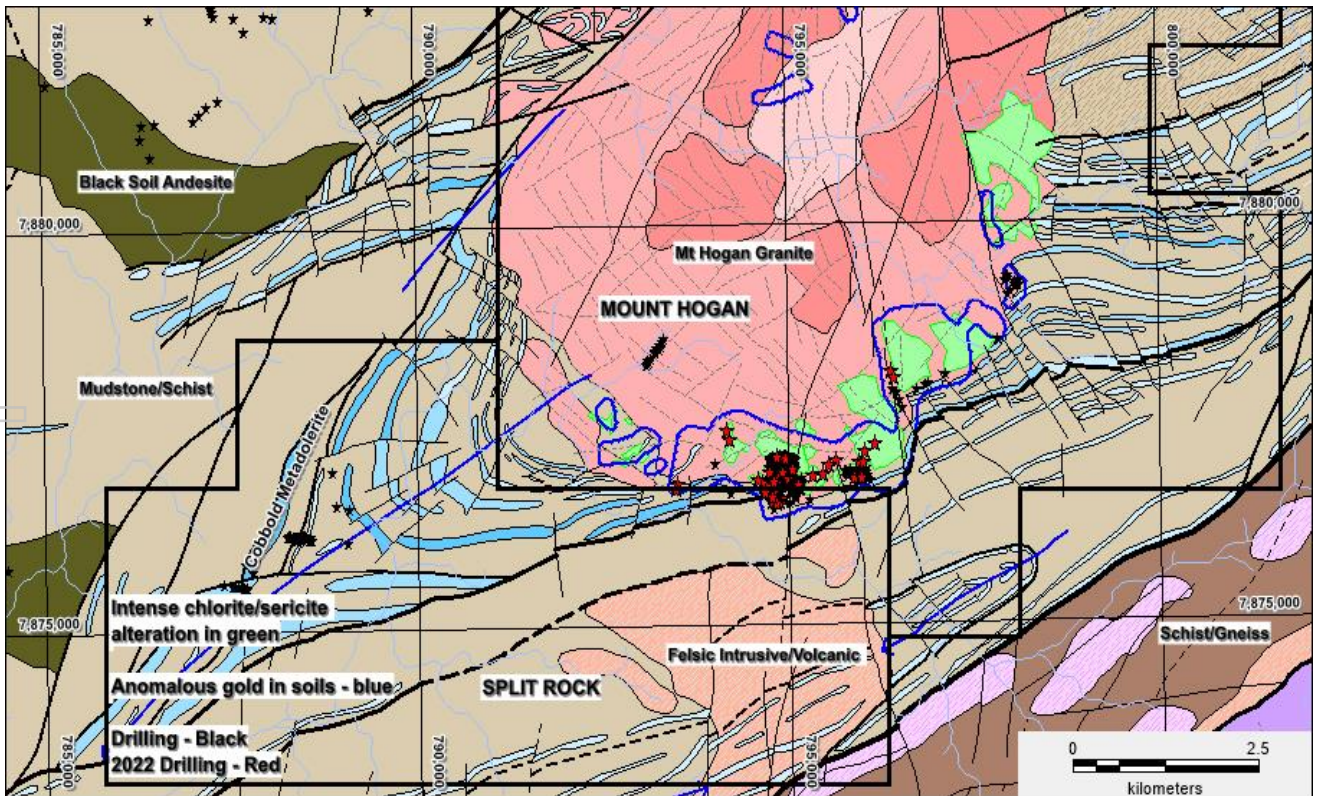 785,000
790,000
795,000
800,000
Black Soil Andesite
7,880,000
7,880,000
Mt Hogan Granite
MOUNT HOGAN
Mudstone/Schist
Cobbold Metadolerite
Intense chlorite/sericite
alteration in green
7,875,000
7,875,000
Schist/Gneiss
Felsic Intrusive/Volcanic
SPLIT ROCK
Anomalous gold in soils - blue
Drilling - Black
2022 Drilling - Red
785,000
790,000
795,000
0 2.5
kilometers